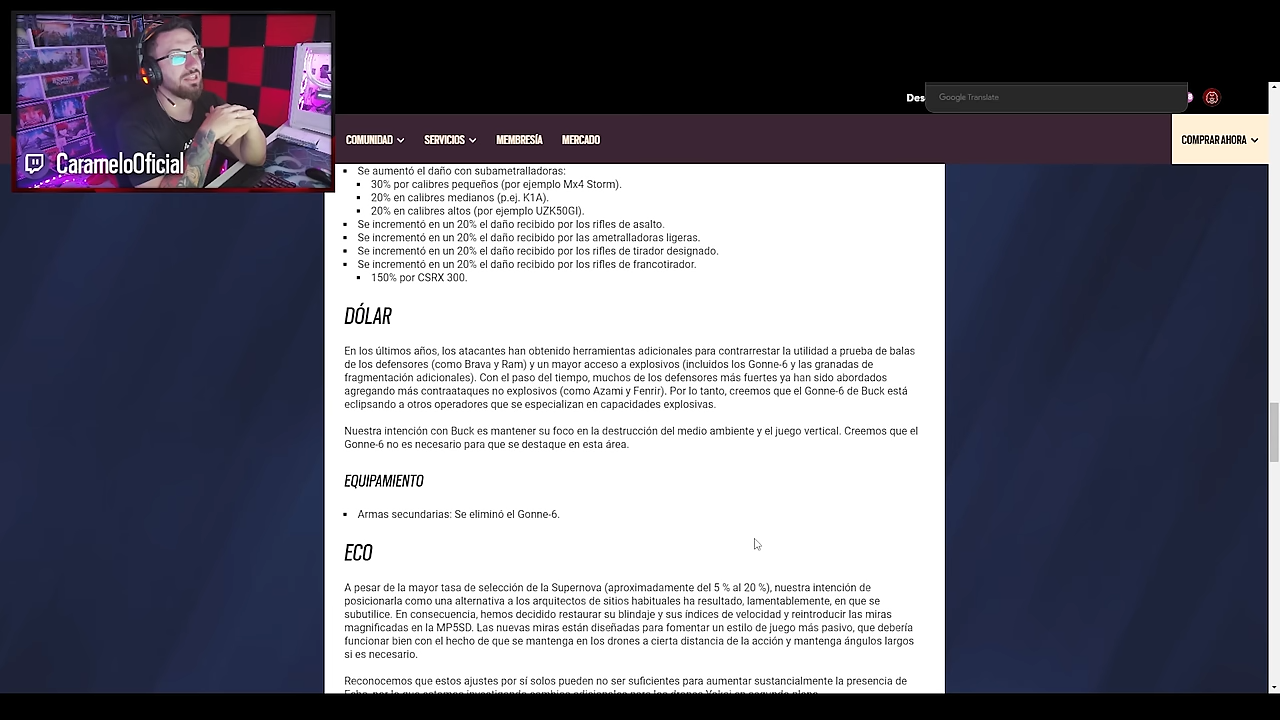 CarameloOficial
Des
Google Translate
COMUNIDAD
SERVICIOS
MEMBRESÍA
MERCADO
COMPRAR AHORA
Se aumentó el daño con subametralladoras:
30% por calibres pequeños (por ejemplo Mx4 Storm).
20% en calibres medianos (p.ej. K1A).
20% en calibres altos (por ejemplo UZK50GI).
Se incrementó en un 20% el daño recibido por los rifles de asalto.
Se incrementó en un 20% el daño recibido por las ametralladoras ligeras.
Se incrementó en un 20% el daño recibido por los rifles de tirador designado.
Se incrementó en un 20% el daño recibido por los rifles de francotirador.
150% por CSRX 300.
DÓLAR
En los últimos años, los atacantes han obtenido herramientas adicionales para contrarrestar la utilidad a prueba de balas
de los defensores (como Brava y Ram) y un mayor acceso a explosivos (incluidos los Gonne-6 y las granadas de
fragmentación adicionales). Con el paso del tiempo, muchos de los defensores más fuertes ya han sido abordados
agregando más contraataques no explosivos (como Azami y Fenrir). Por lo tanto, creemos que el Gonne-6 de Buck está
eclipsando a otros operadores que se especializan en capacidades explosivas.
Nuestra intención con Buck es mantener su foco en la destrucción del medio ambiente y el juego vertical. Creemos que el
Gonne-6 no es necesario para que se destaque en esta área.
EQUIPAMIENTO
Armas secundarias: Se eliminó el Gonne-6.
ECO
A pesar de la mayor tasa de selección de la Supernova (aproximadamente del 5 % al 20 %), nuestra intención de
posicionarla como una alternativa a los arquitectos de sitios habituales ha resultado, lamentablemente, en que se
subutilice. En consecuencia, hemos decidido restaurar su blindaje y sus índices de velocidad y reintroducir las miras
magnificadas en la MP5SD. Las nuevas miras están diseñadas para fomentar un estilo de juego más pasivo, que debería
funcionar bien con el hecho de que se mantenga en los drones a cierta distancia de la acción y mantenga ángulos largos
si es necesario.
Reconocemos que estos ajustes por sí solos pueden no ser suficientes para aumentar sustancialmente la presencia de